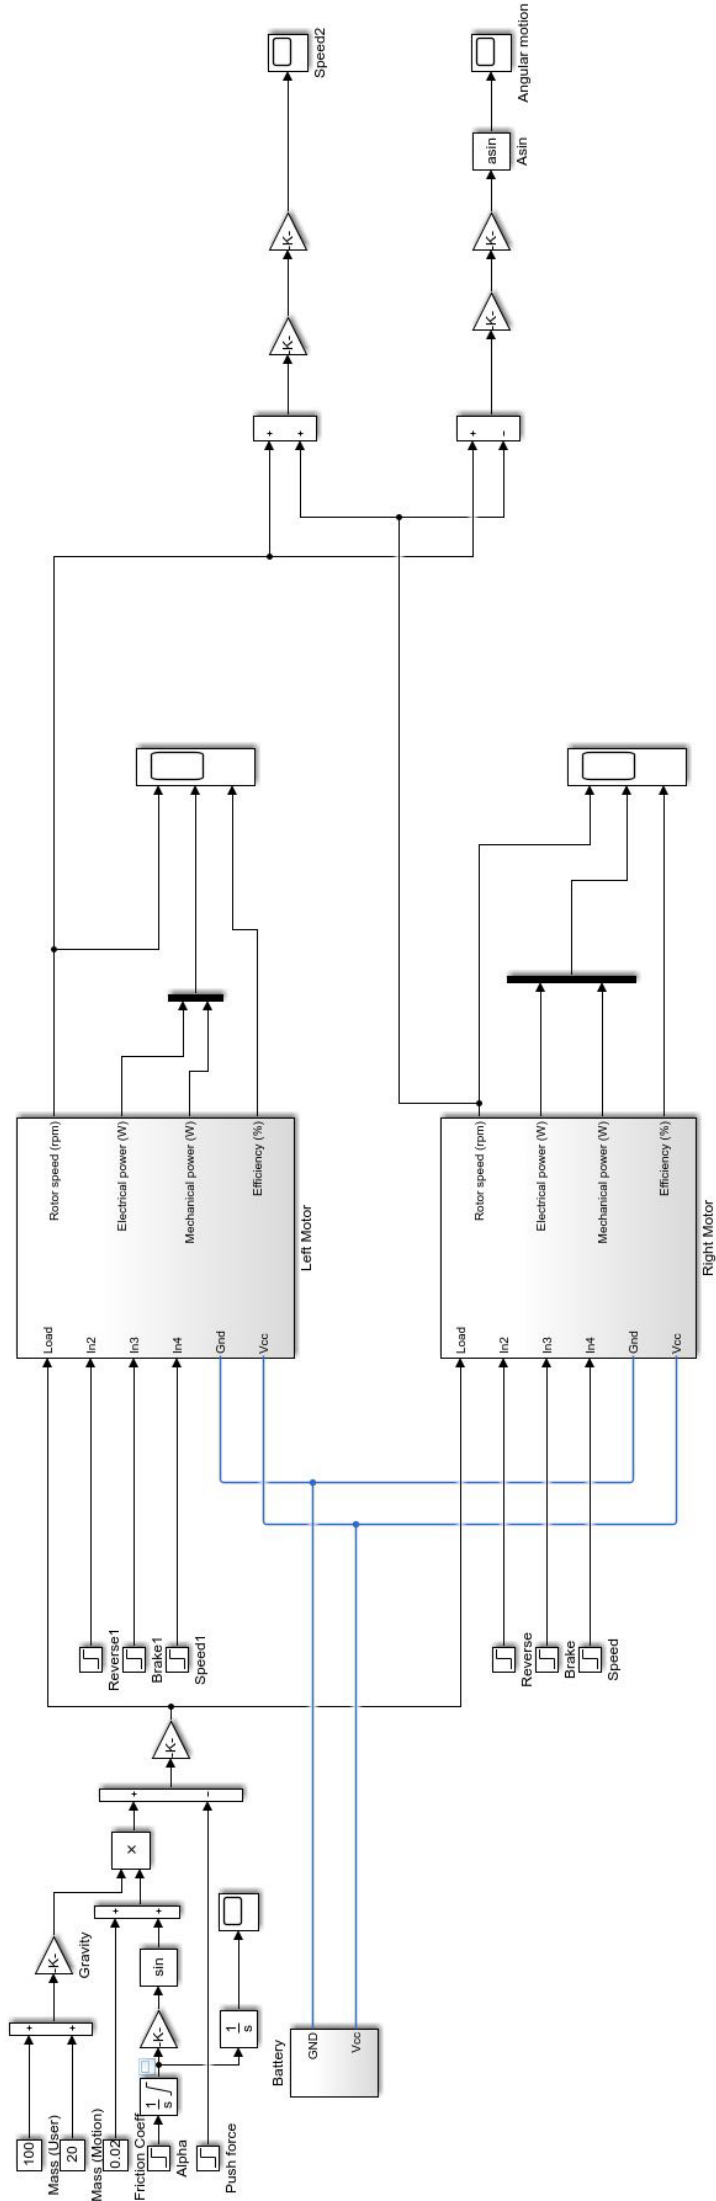 100
Mass (User)
20
Mass (Motion)
0.02
Friction Coeff
Alpha
Push force
+
+
-K-
Gravity
1
s
-K-
sin
+
+
×
1
s
+
−
-K-
Battery
GND
Vcc
Reverse1
Brake1
Speed1
Reverse
Brake
Speed
Load
In2
In3
In4
Gnd
Vcc
Rotor speed (rpm)
Electrical power (W)
Mechanical power (W)
Efficiency (%)
Left Motor
Load
In2
In3
In4
Gnd
Vcc
Rotor speed (rpm)
Electrical power (W)
Mechanical power (W)
Efficiency (%)
Right Motor
+
+
-K-
-K-
Speed2
+
−
-K-
-K-
asin
Asin
Angular motion